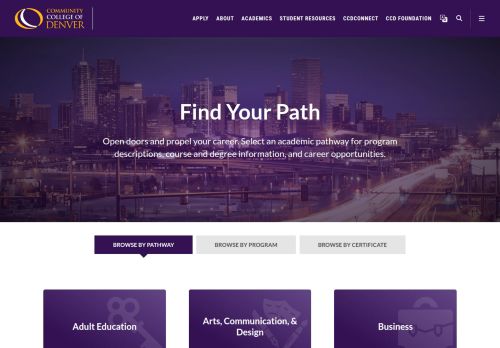 COMMUNITY
COLLEGE OF
DENVER
APPLY ABOUT ACADEMICS STUDENT RESOURCES CCDCONNECT CCD FOUNDATION
Find Your Path
Open doors and propel your career. Select an academic pathway for program
descriptions, course and degree information, and career opportunities.
BROWSE BY PATHWAY BROWSE BY PROGRAM BROWSE BY CERTIFICATE
Adult Education
Arts, Communication, &
Design
Business